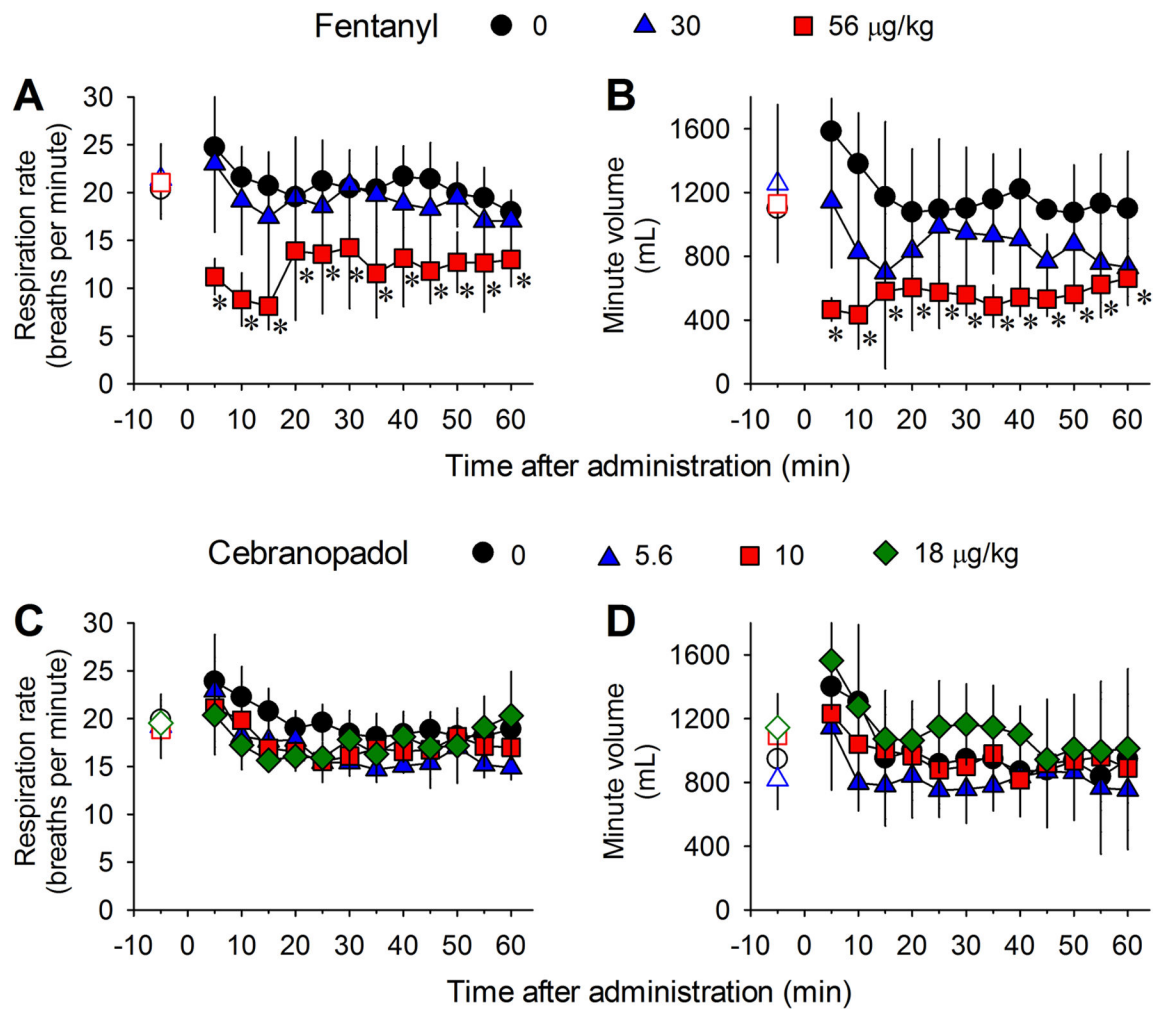 Fentanyl 0 30 56 μg/kg
A
Respiration rate
(breaths per minute)
30
25
20
15
10
5
0
-10 0 10 20 30 40 50 60
* * * * * * * * * * * *
B
Minute volume
(mL)
1600
1200
800
400
0
-10 0 10 20 30 40 50 60
* * * * * * * * * * * *
Time after administration (min)
Cebranopadol 0 5.6 10 18 μg/kg
C
Respiration rate
(breaths per minute)
30
25
20
15
10
5
0
-10 0 10 20 30 40 50 60
D
Minute volume
(mL)
1600
1200
800
400
0
-10 0 10 20 30 40 50 60
Time after administration (min)